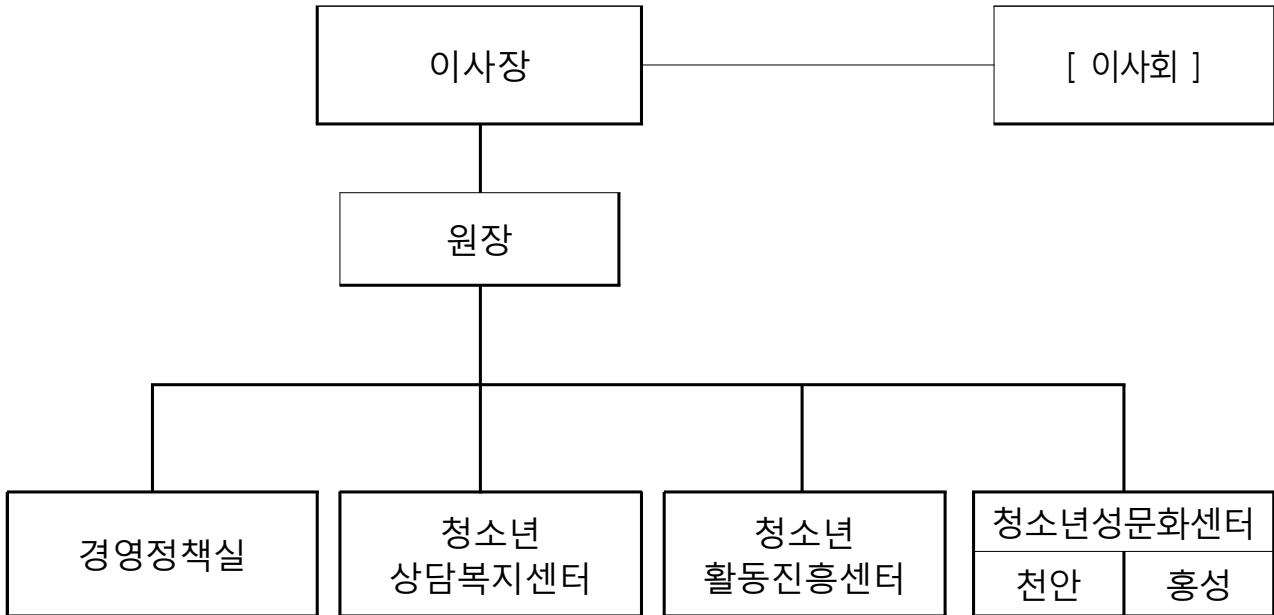 이사장
[ 이사회 ]
원장
경영정책실
청소년
상담복지센터
청소년
활동진흥센터
청소년성문화센터
천안
홍성